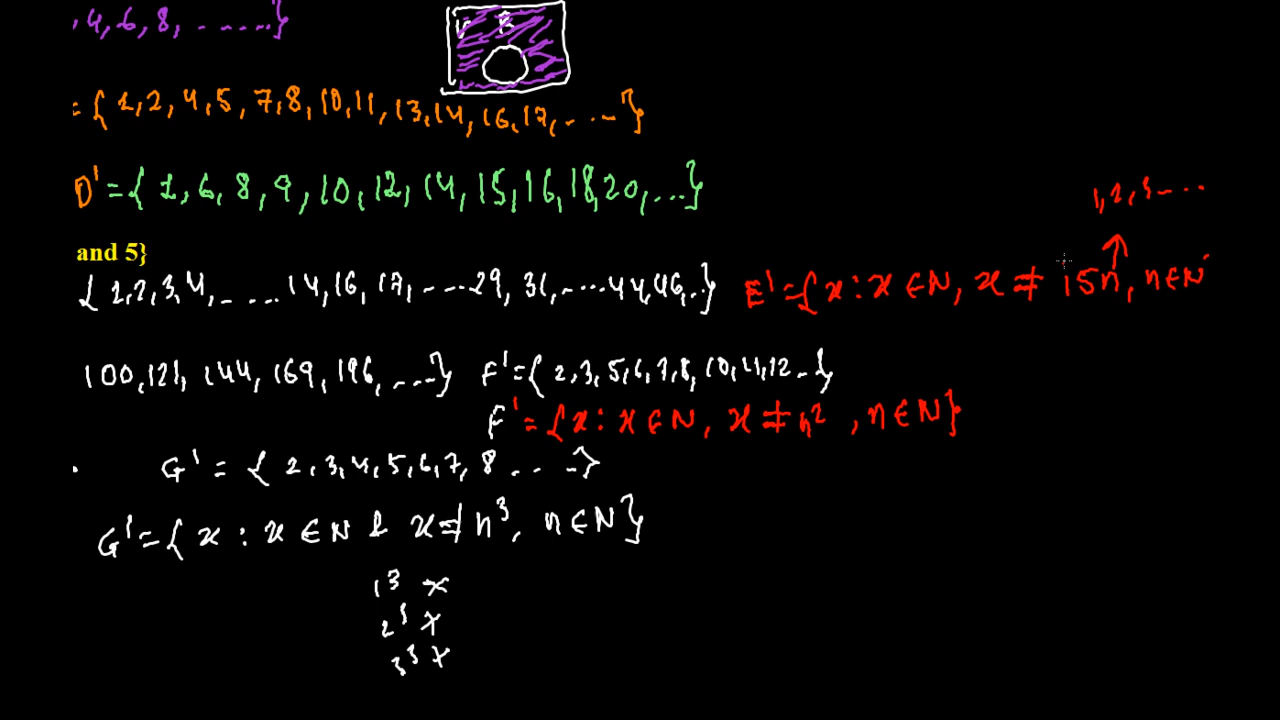 , 4, 6, 8, ......}
= { 1, 2, 4, 5, 7, 8, 10, 11, 13, 14, 16, 17, ....}
D' = { 1, 6, 8, 9, 10, 12, 14, 15, 16, 18, 20, ...}
1, 2, 3 ....
and 5}
{ 1, 2, 3, 4, ..... 14, 16, 17, ....29, 31, ....44, 46, ..} E' = { x : x ∈ N, x ≠ 15n, n ∈ N
100, 121, 144, 169, 196, ....} F' = { 2, 3, 5, 6, 7, 8, 10, 11, 12 ..}
F' = { x : x ∈ N, x ≠ n², n ∈ N}
. G' = { 2, 3, 4, 5, 6, 7, 8 ....}
G' = { x : x ∈ N & x ≠ n³, n ∈ N}
1³ ×
2³ ×
3³ ×